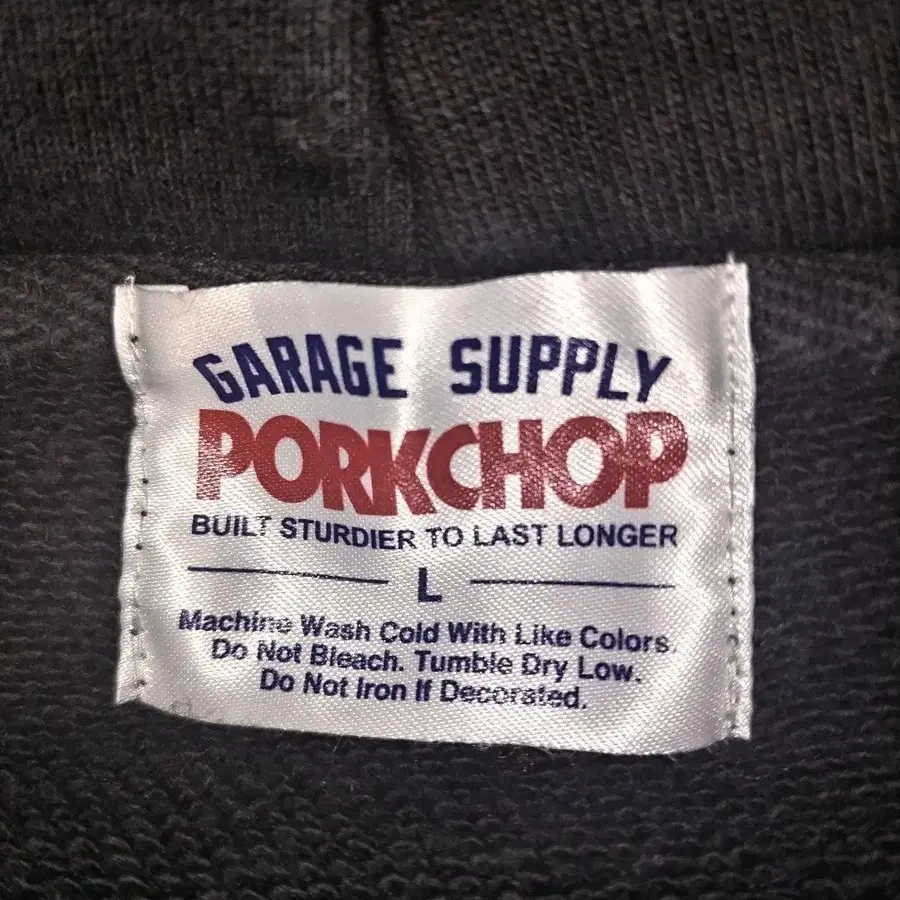 GARAGE SUPPLY
PORKCHOP
BUILT STURDIER TO LAST LONGER
L
Machine Wash Cold With Like Colors.
Do Not Bleach. Tumble Dry Low.
Do Not Iron If Decorated.